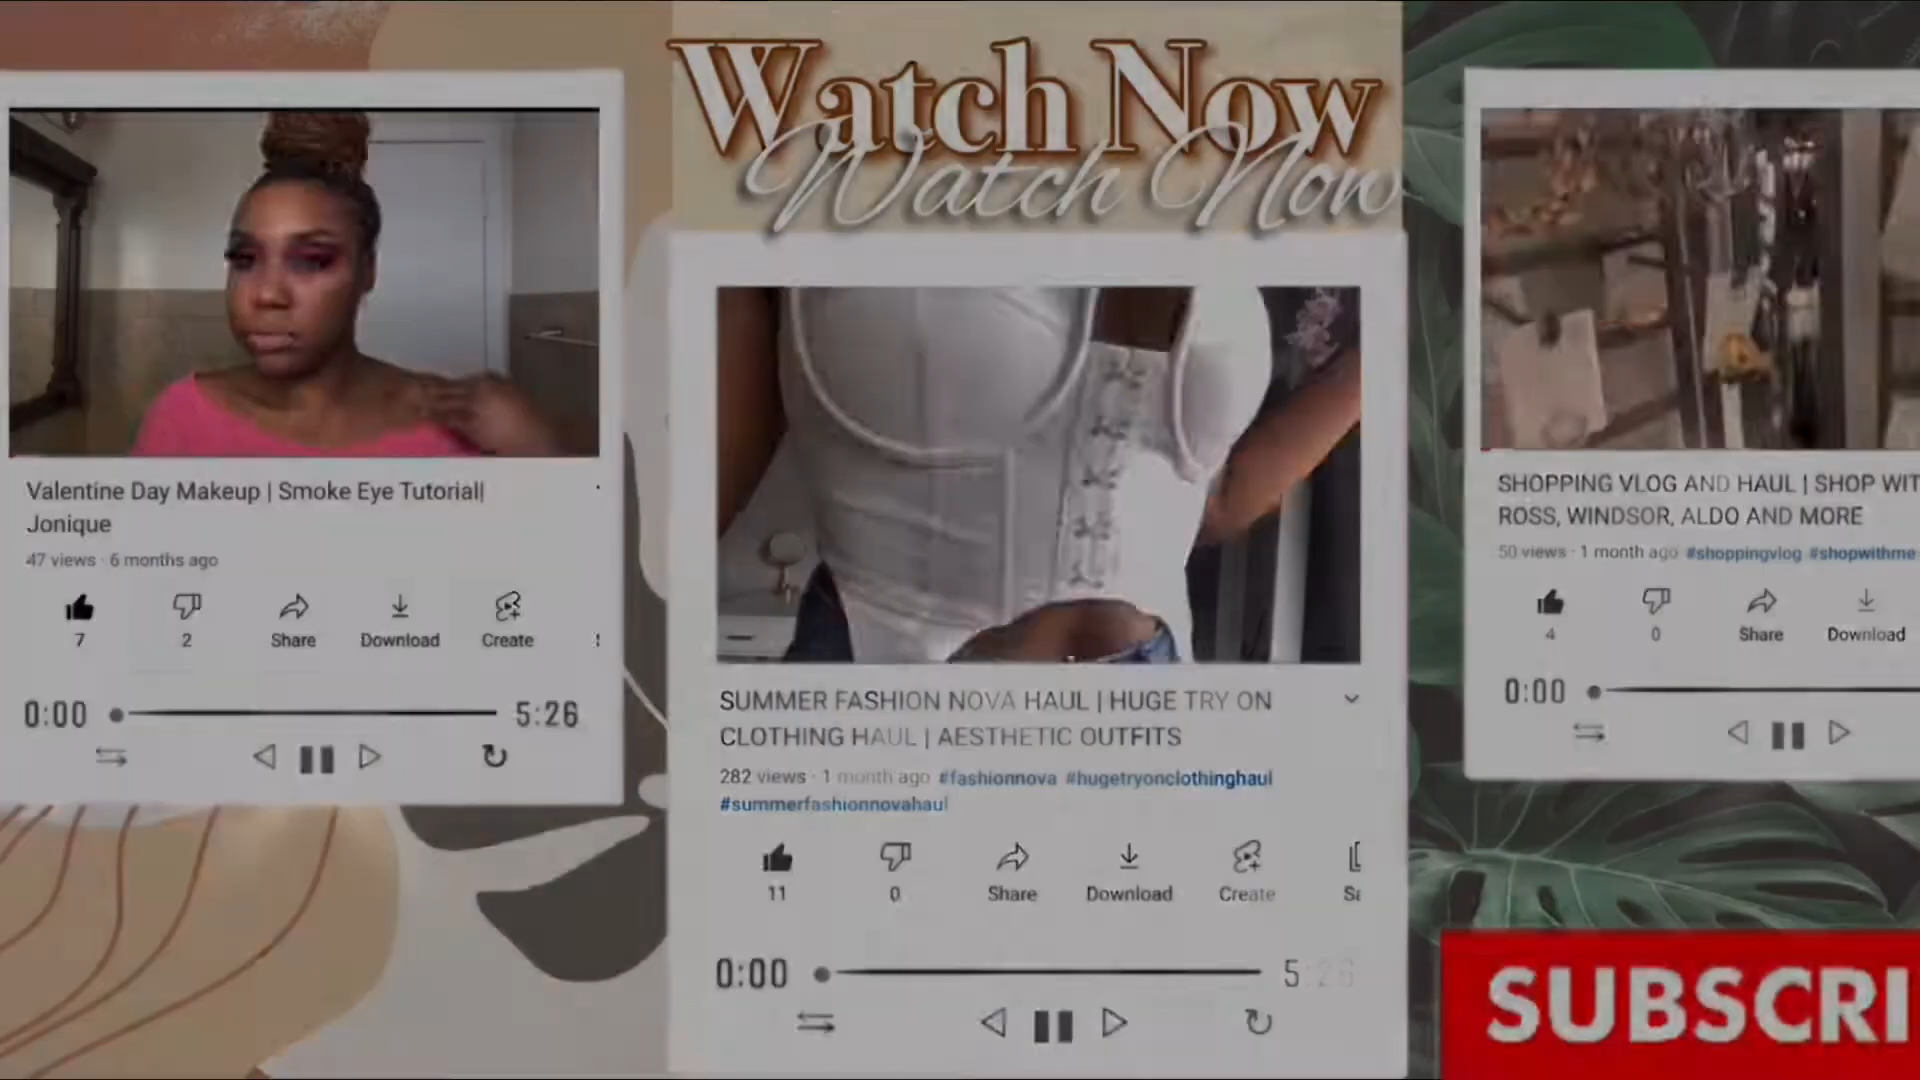 Watch Now
Watch Now
Valentine Day Makeup | Smoke Eye Tutorial|
Jonique
47 views · 6 months ago
7
2
Share
Download
Create
0:00
5:26
SUMMER FASHION NOVA HAUL | HUGE TRY ON
CLOTHING HAUL | AESTHETIC OUTFITS
282 views · 1 month ago #fashionnova #hugetryonclothinghaul
#summerfashionnovahaul
11
0
Share
Download
Create
Sa
0:00
5:26
SHOPPING VLOG AND HAUL | SHOP WIT
ROSS, WINDSOR, ALDO AND MORE
50 views · 1 month ago #shoppingvlog #shopwithme
4
0
Share
Download
0:00
SUBSCRI